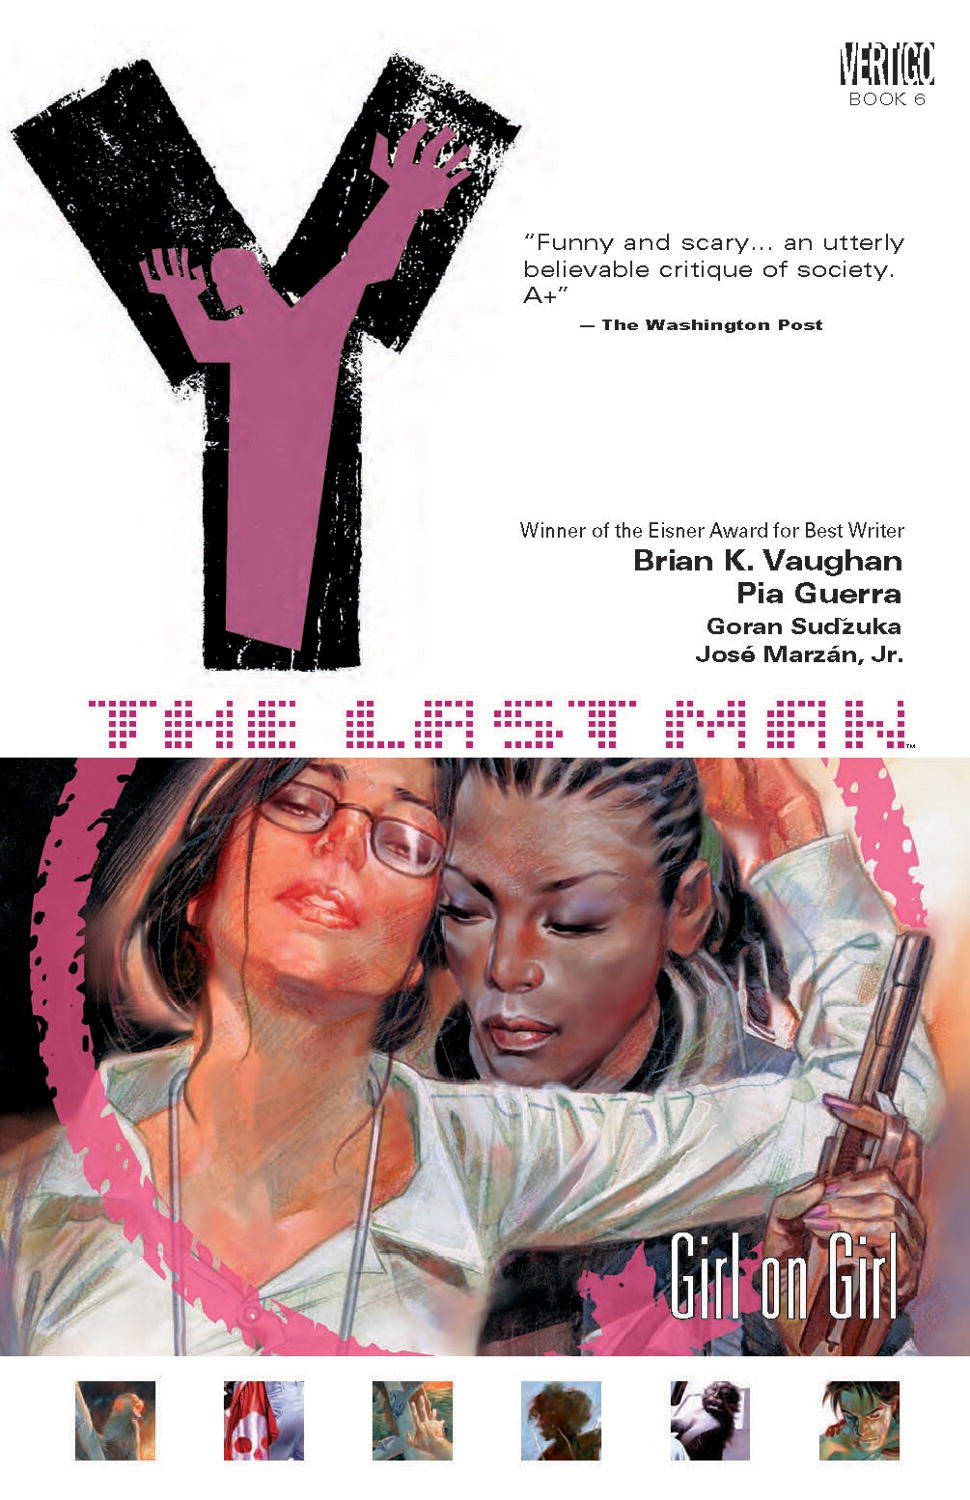 VERTIGO
BOOK 6
Y
“Funny and scary... an utterly
believable critique of society.
A+”
— The Washington Post
Winner of the Eisner Award for Best Writer
Brian K. Vaughan
Pia Guerra
Goran Sudžuka
José Marzán, Jr.
THE LAST MAN™
Girl on Girl